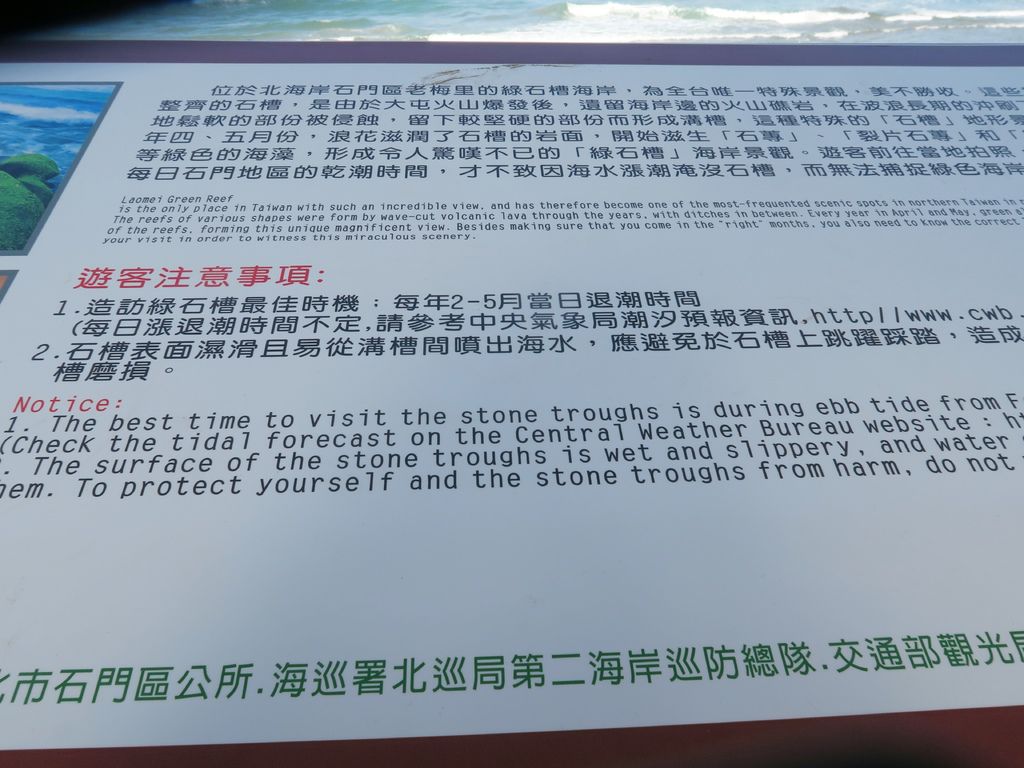 位於北海岸石門區老梅里的綠石槽海岸，為全台唯一特殊景觀，美不勝收。這些
整齊的石槽，是由於大屯火山爆發後，遺留海岸邊的火山礁岩，在波浪長期的沖刷
地鬆軟的部份被侵蝕，留下較堅硬的部份而形成溝槽，這種特殊的「石槽」地形景
年四、五月份，浪花滋潤了石槽的岩面，開始滋生「石蓴」、「裂片石蓴」和「
等綠色的海藻，形成令人驚嘆不已的「綠石槽」海岸景觀。遊客前往當地拍照
每日石門地區的乾潮時間，才不致因海水漲潮淹沒石槽，而無法捕捉綠色海岸
Laomei Green Reef
is the only place in Taiwan with such an incredible view, and has therefore become one of the most-frequented scenic spots in northern Taiwan in
The reefs of various shapes were form by wave-cut volcanic lava through the years, with ditches in between. Every year in April and May, green
of the reefs, forming this unique magnificent view. Besides making sure that you come in the "right" months, you also need to know the correct
your visit in order to witness this miraculous scenery.
遊客注意事項:
1.造訪綠石槽最佳時機：每年2-5月當日退潮時間
(每日漲退潮時間不定,請參考中央氣象局潮汐預報資訊,http//www.cwb.
2.石槽表面濕滑且易從溝槽間噴出海水，應避免於石槽上跳躍踩踏，造成
槽磨損。
Notice:
1. The best time to visit the stone troughs is during ebb tide from
(Check the tidal forecast on the Central Weather Bureau website :
. The surface of the stone troughs is wet and slippery, and water
hem. To protect yourself and the stone troughs from harm, do not
市石門區公所.海巡署北巡局第二海岸巡防總隊.交通部觀光局